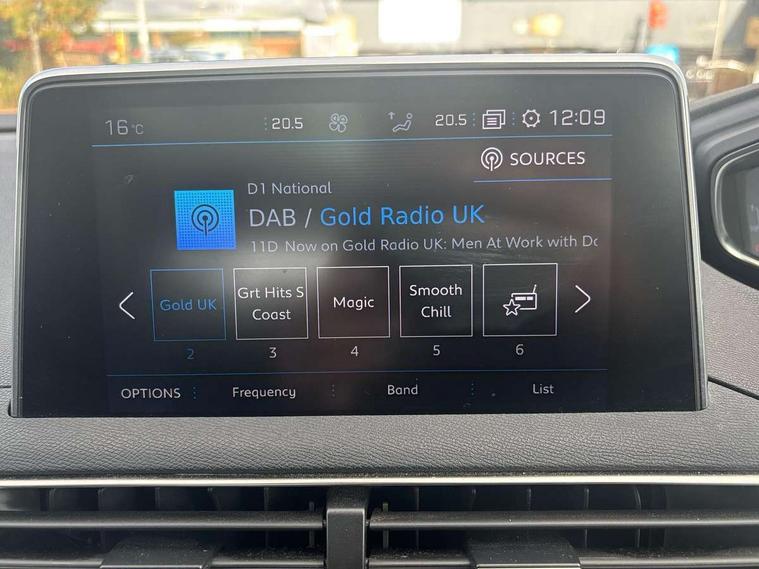 16°C 20.5 20.5 12:09
SOURCES
D1 National
DAB / Gold Radio UK
11D Now on Gold Radio UK: Men At Work with Do
Gold UK
Grt Hits S
Coast
Magic
Smooth
Chill
2 3 4 5 6
OPTIONS Frequency Band List